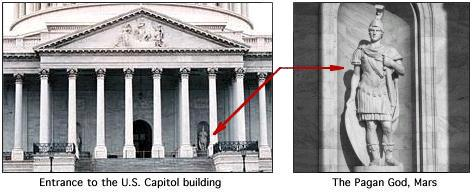 Entrance to the U.S. Capitol building
The Pagan God, Mars